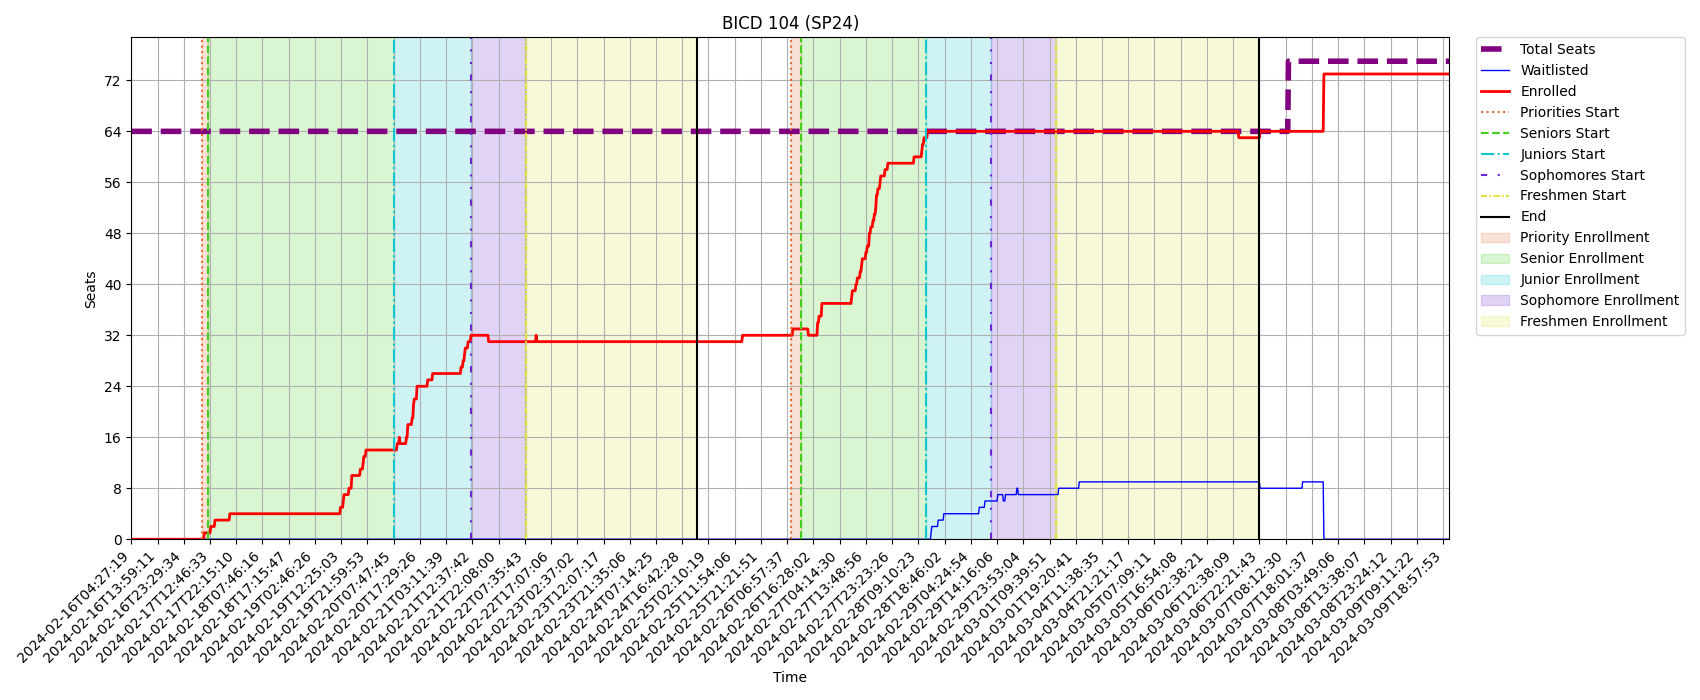 BICD 104 (SP24)
Seats
72
64
56
48
40
32
24
16
8
0
2024-02-16T04:27:19
2024-02-16T13:59:11
2024-02-16T23:29:34
2024-02-17T12:46:33
2024-02-17T22:15:10
2024-02-18T07:46:16
2024-02-18T17:15:47
2024-02-19T02:46:26
2024-02-19T12:25:03
2024-02-19T21:59:53
2024-02-20T07:47:45
2024-02-20T17:29:26
2024-02-21T03:11:39
2024-02-21T12:37:42
2024-02-21T22:08:00
2024-02-22T07:35:43
2024-02-22T17:07:06
2024-02-23T02:37:02
2024-02-23T12:07:17
2024-02-23T21:35:06
2024-02-24T07:14:25
2024-02-24T16:42:28
2024-02-25T02:10:19
2024-02-25T11:54:06
2024-02-25T21:21:51
2024-02-26T06:57:37
2024-02-26T16:28:02
2024-02-27T04:14:30
2024-02-27T13:48:56
2024-02-27T23:23:26
2024-02-28T09:10:23
2024-02-28T18:46:02
2024-02-29T04:24:54
2024-02-29T14:16:06
2024-02-29T23:53:04
2024-03-01T09:39:51
2024-03-01T19:20:41
2024-03-04T11:38:35
2024-03-04T21:21:17
2024-03-05T07:09:11
2024-03-05T16:54:08
2024-03-06T02:38:21
2024-03-06T12:38:09
2024-03-06T22:21:43
2024-03-07T08:12:30
2024-03-07T18:01:37
2024-03-08T03:49:06
2024-03-08T13:38:07
2024-03-08T23:24:12
2024-03-09T09:11:22
2024-03-09T18:57:53
Time
Total Seats
Waitlisted
Enrolled
Priorities Start
Seniors Start
Juniors Start
Sophomores Start
Freshmen Start
End
Priority Enrollment
Senior Enrollment
Junior Enrollment
Sophomore Enrollment
Freshmen Enrollment